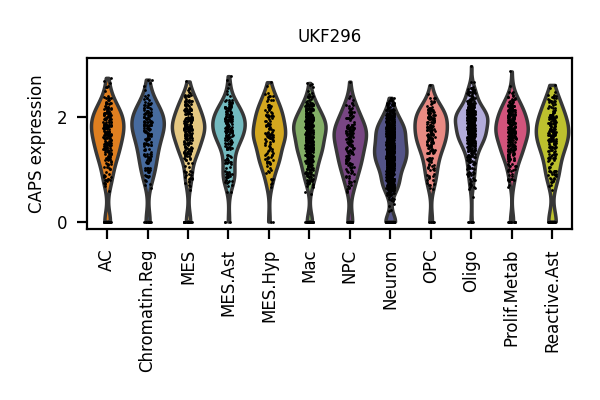 UKF296
CAPS expression
2
0
AC
Chromatin.Reg
MES
MES.Ast
MES.Hyp
Mac
NPC
Neuron
OPC
Oligo
Prolif.Metab
Reactive.Ast